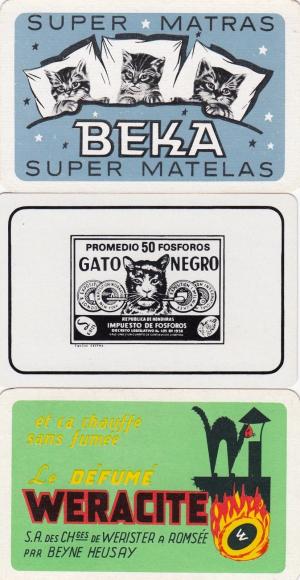 SUPER MATRAS
BEKA
SUPER MATELAS
PROMEDIO 50 FOSFOROS
GATO NEGRO
REPUBLICA DE HONDURAS
IMPUESTO DE FOSFOROS
et ça chauffe
sans fumée
Le DÉFUMÉ
WERACITE
S.A. DES CHGES DE WERISTER A ROMSÉE
PAR BEYNE HEUSAY
W